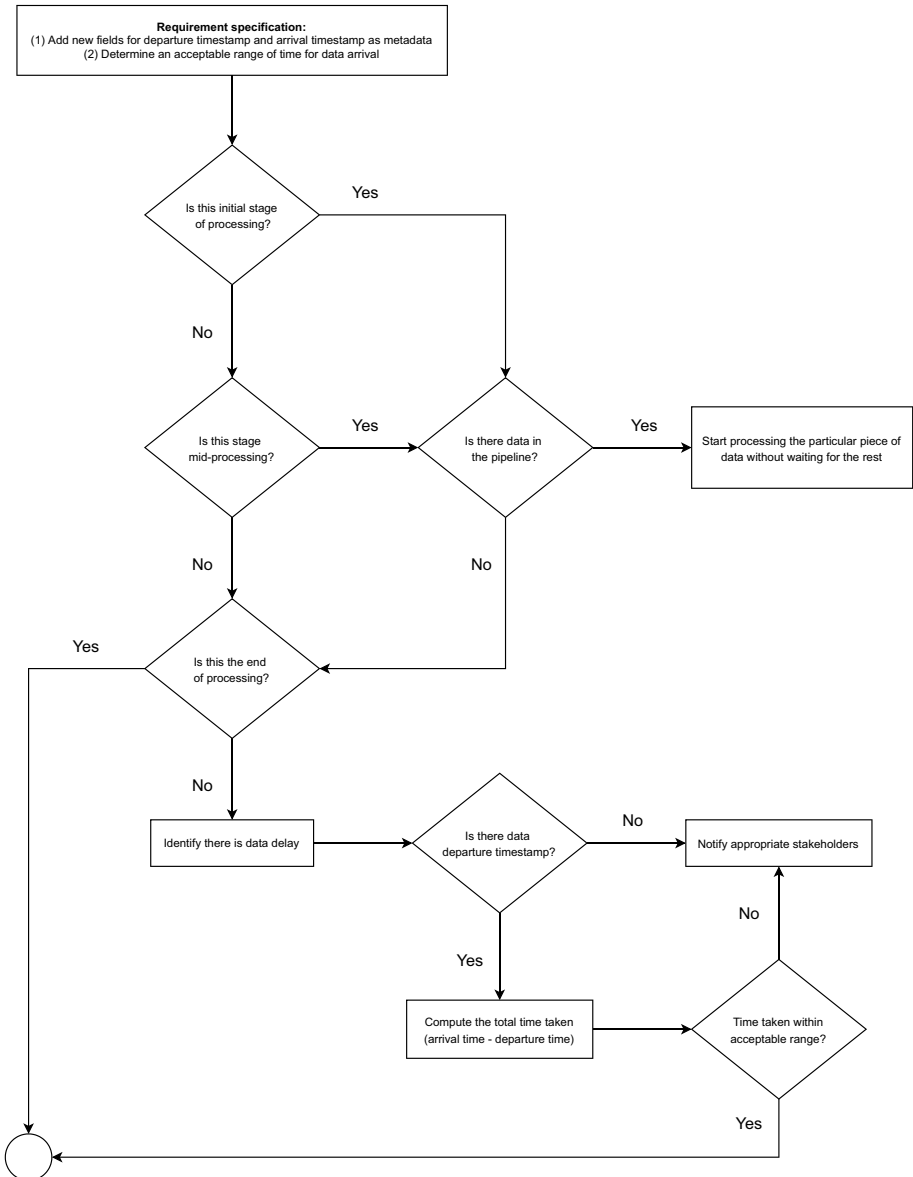 Requirement specification:
(1) Add new fields for departure timestamp and arrival timestamp as metadata
(2) Determine an acceptable range of time for data arrival
Is this initial stage
of processing?
Yes
No
Is this stage
mid-processing?
Yes
Is there data in
the pipeline?
Yes
Start processing the particular piece of
data without waiting for the rest
No
No
Is this the end
of processing?
Yes
No
Identify there is data delay
Is there data
departure timestamp?
No
Notify appropriate stakeholders
Yes
No
Compute the total time taken
(arrival time - departure time)
Time taken within
acceptable range?
Yes